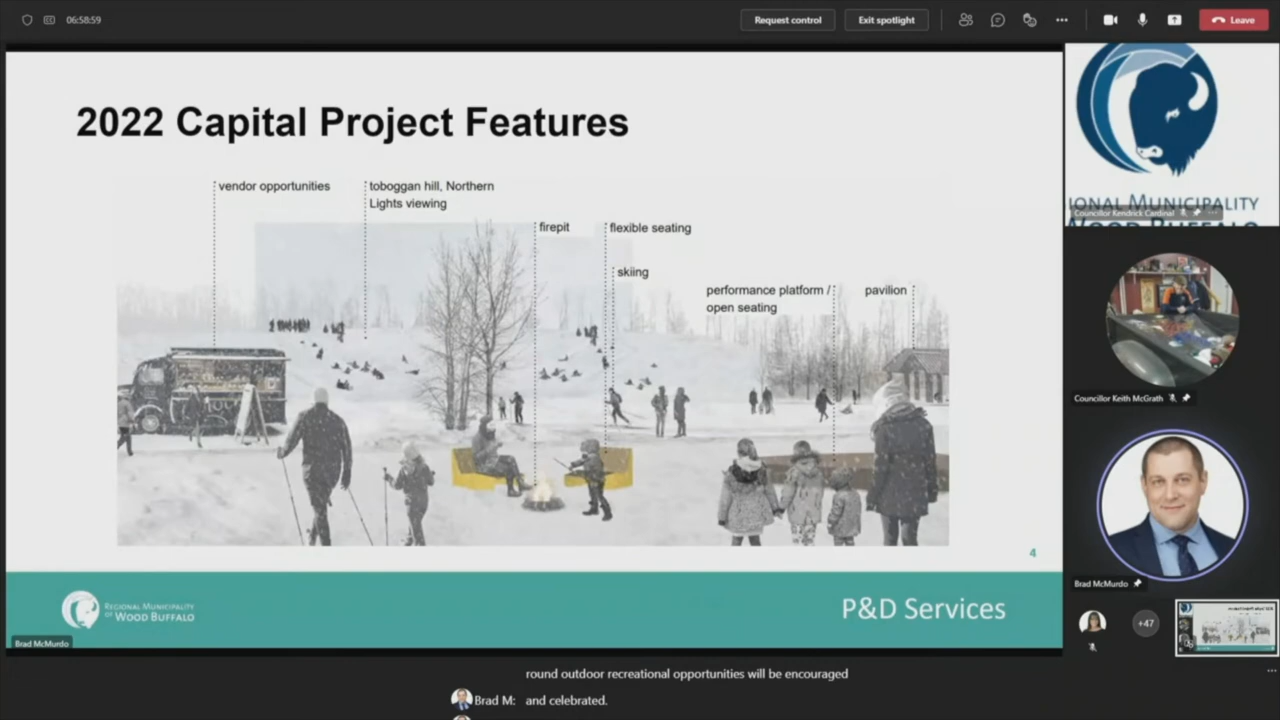 06:58:59
Request control
Exit spotlight
Leave
2022 Capital Project Features
vendor opportunities
toboggan hill, Northern
Lights viewing
firepit
flexible seating
skiing
performance platform /
open seating
pavilion
4
REGIONAL MUNICIPALITY
OF WOOD BUFFALO
P&D Services
Brad McMurdo
IONAL MUNICIPALITY
WOOD BUFFALO
Councillor Kendrick Cardinal
Councillor Keith McGrath
Brad McMurdo
+47
round outdoor recreational opportunities will be encouraged
Brad M: and celebrated.